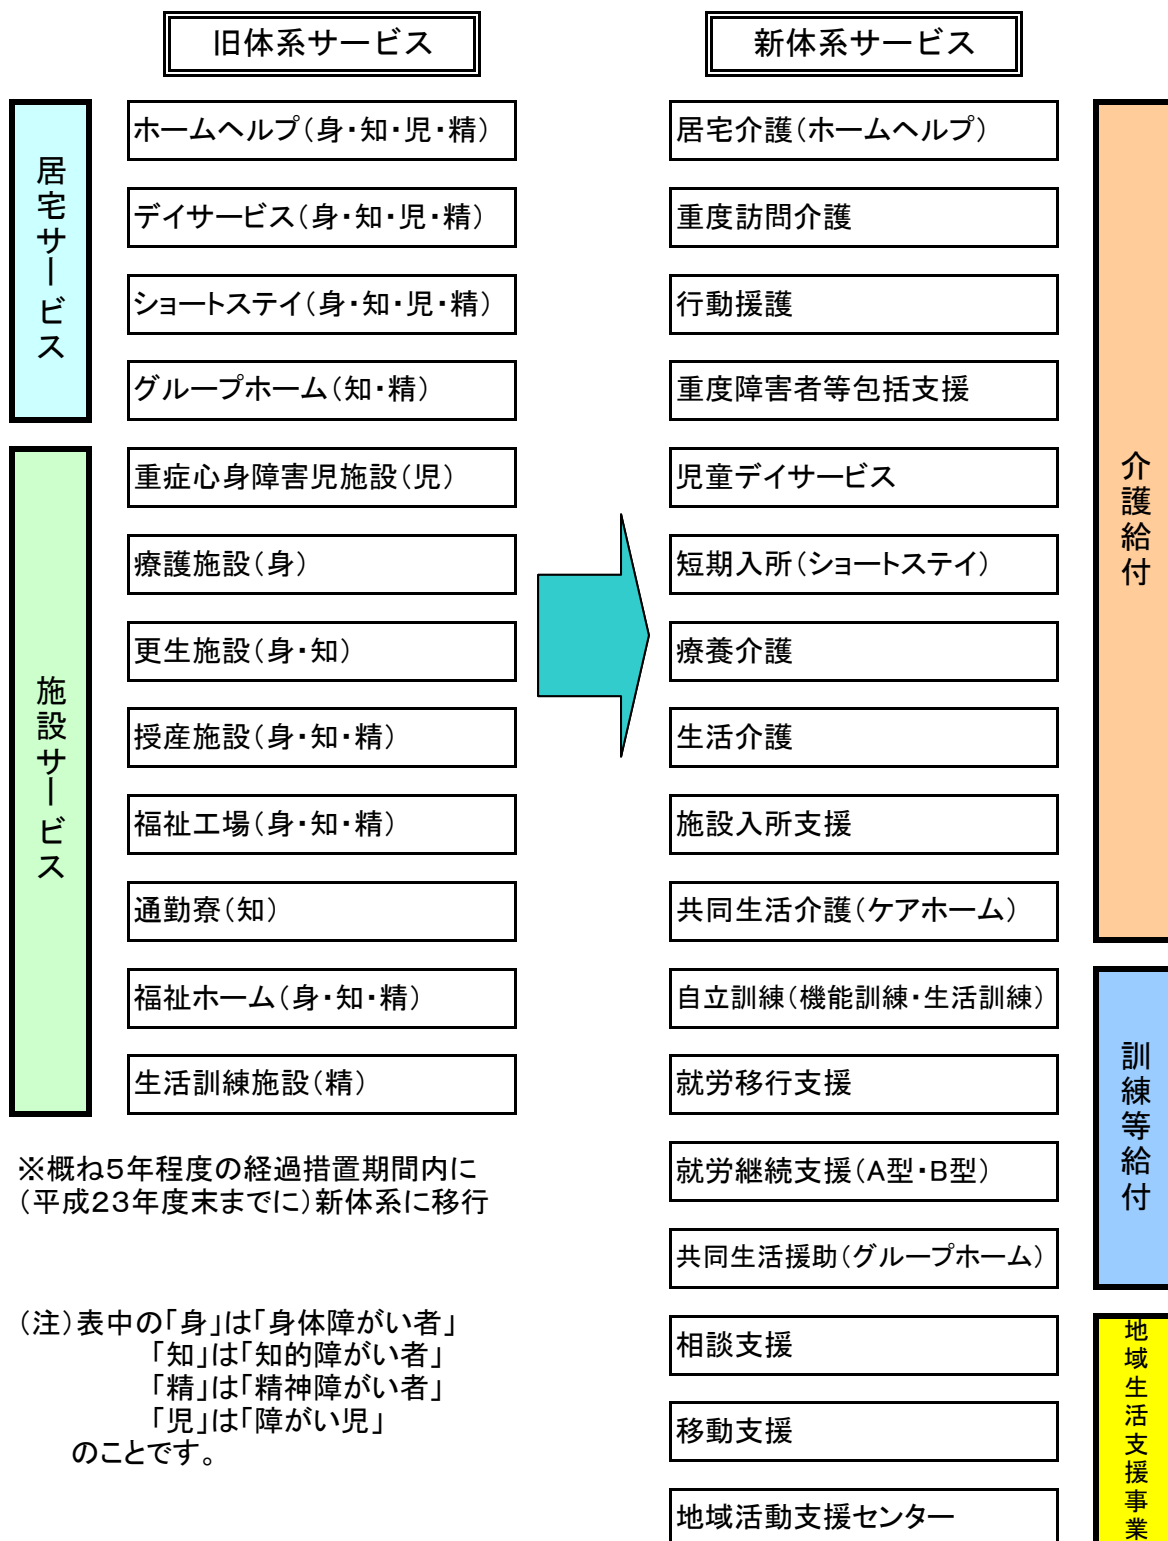 旧体系サービス
新体系サービス
居宅サービス
ホームヘルプ(身・知・児・精)
デイサービス(身・知・児・精)
ショートステイ(身・知・児・精)
グループホーム(知・精)
施設サービス
重症心身障害児施設(児)
療護施設(身)
更生施設(身・知)
授産施設(身・知・精)
福祉工場(身・知・精)
通勤寮(知)
福祉ホーム(身・知・精)
生活訓練施設(精)
※概ね5年程度の経過措置期間内に
(平成23年度末までに)新体系に移行
(注)表中の「身」は「身体障がい者」
「知」は「知的障がい者」
「精」は「精神障がい者」
「児」は「障がい児」
のことです。
居宅介護(ホームヘルプ)
重度訪問介護
行動援護
重度障害者等包括支援
児童デイサービス
短期入所(ショートステイ)
療養介護
生活介護
施設入所支援
共同生活介護(ケアホーム)
介護給付
自立訓練(機能訓練・生活訓練)
就労移行支援
就労継続支援(A型・B型)
共同生活援助(グループホーム)
訓練等給付
相談支援
移動支援
地域活動支援センター
地域生活支援事業